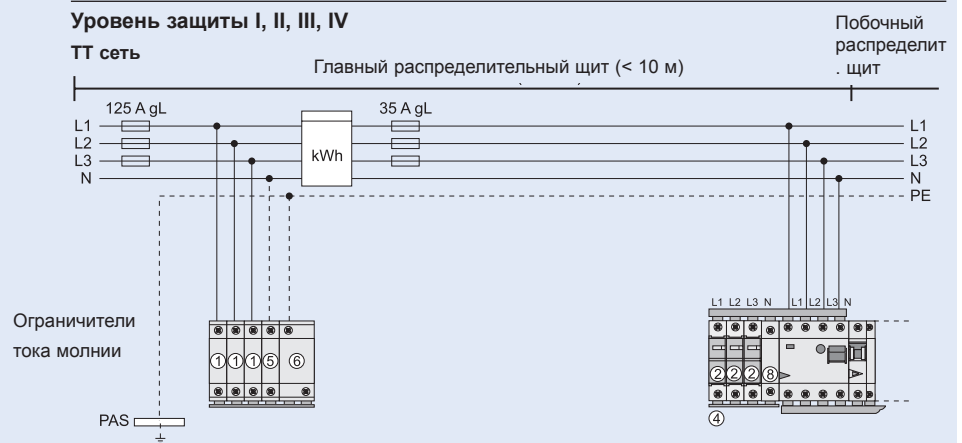 Уровень защиты I, II, III, IV
ТТ сеть
Побочный
распределит
. щит
Главный распределительный щит (< 10 м)
125 A gL
35 A gL
L1
L2
L3
N
kWh
L1
L2
L3
N
PE
L1 L2 L3 N
L1 L2 L3 N
Ограничители
тока молнии
1 1 1 5 6
2 2 2 8
4
PAS